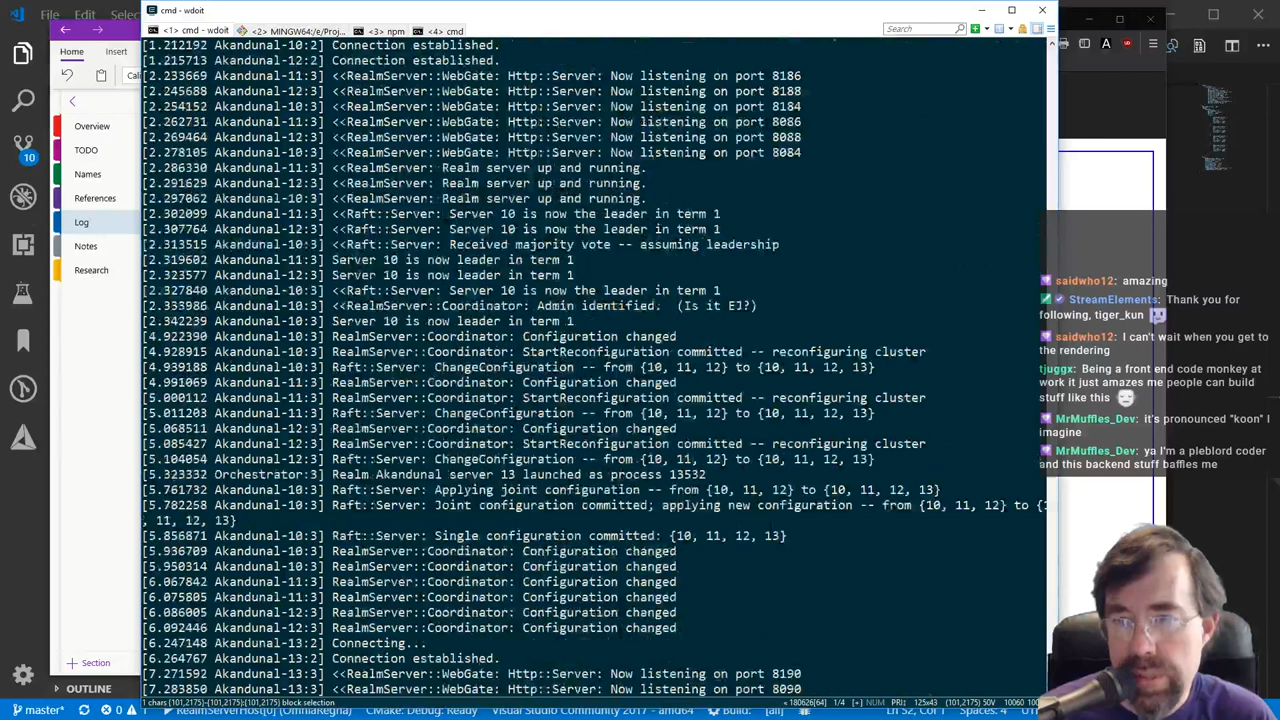 File
Edit
Sele
cmd - wdoit
<1> cmd - wdoit
<2> MINGW64:/e/Proj...
<3> npm
<4> cmd
Search
Home
Insert
Cali
Overview
TODO
Names
References
Log
Notes
Research
Section
OUTLINE
10
[1.212192 Akandunal-10:2] Connection established.
[1.215713 Akandunal-12:2] Connection established.
[2.233669 Akandunal-11:3] <<RealmServer::WebGate: Http::Server: Now listening on port 8186
[2.245688 Akandunal-12:3] <<RealmServer::WebGate: Http::Server: Now listening on port 8188
[2.254152 Akandunal-10:3] <<RealmServer::WebGate: Http::Server: Now listening on port 8184
[2.262731 Akandunal-11:3] <<RealmServer::WebGate: Http::Server: Now listening on port 8086
[2.269464 Akandunal-12:3] <<RealmServer::WebGate: Http::Server: Now listening on port 8088
[2.278105 Akandunal-10:3] <<RealmServer::WebGate: Http::Server: Now listening on port 8084
[2.286330 Akandunal-11:3] <<RealmServer: Realm server up and running.
[2.291629 Akandunal-12:3] <<RealmServer: Realm server up and running.
[2.297062 Akandunal-10:3] <<RealmServer: Realm server up and running.
[2.302099 Akandunal-11:3] <<Raft::Server: Server 10 is now the leader in term 1
[2.307764 Akandunal-12:3] <<Raft::Server: Server 10 is now the leader in term 1
[2.313515 Akandunal-10:3] <<Raft::Server: Received majority vote -- assuming leadership
[2.319602 Akandunal-11:3] Server 10 is now leader in term 1
[2.323577 Akandunal-12:3] Server 10 is now leader in term 1
[2.327840 Akandunal-10:3] <<Raft::Server: Server 10 is now the leader in term 1
[2.333986 Akandunal-12:3] <<RealmServer::Coordinator: Admin identified.  (Is it EJ?)
[2.342239 Akandunal-10:3] Server 10 is now leader in term 1
[4.922390 Akandunal-10:3] RealmServer::Coordinator: Configuration changed
[4.928915 Akandunal-10:3] RealmServer::Coordinator: StartReconfiguration committed -- reconfiguring cluster
[4.939188 Akandunal-10:3] Raft::Server: ChangeConfiguration -- from {10, 11, 12} to {10, 11, 12, 13}
[4.991069 Akandunal-11:3] RealmServer::Coordinator: Configuration changed
[5.000112 Akandunal-11:3] RealmServer::Coordinator: StartReconfiguration committed -- reconfiguring cluster
[5.011203 Akandunal-11:3] Raft::Server: ChangeConfiguration -- from {10, 11, 12} to {10, 11, 12, 13}
[5.068511 Akandunal-12:3] RealmServer::Coordinator: Configuration changed
[5.085427 Akandunal-12:3] RealmServer::Coordinator: StartReconfiguration committed -- reconfiguring cluster
[5.104054 Akandunal-12:3] Raft::Server: ChangeConfiguration -- from {10, 11, 12} to {10, 11, 12, 13}
[5.323332 Orchestrator:3] Realm Akandunal server 13 launched as process 13532
[5.761732 Akandunal-10:3] Raft::Server: Applying joint configuration -- from {10, 11, 12} to {10, 11, 12, 13}
[5.782258 Akandunal-10:3] Raft::Server: Joint configuration committed; applying new configuration -- from {10, 11, 12} to {1
, 11, 12, 13}
[5.856871 Akandunal-10:3] Raft::Server: Single configuration committed: {10, 11, 12, 13}
[5.936709 Akandunal-10:3] RealmServer::Coordinator: Configuration changed
[5.950314 Akandunal-10:3] RealmServer::Coordinator: Configuration changed
[6.067842 Akandunal-11:3] RealmServer::Coordinator: Configuration changed
[6.075805 Akandunal-11:3] RealmServer::Coordinator: Configuration changed
[6.086005 Akandunal-12:3] RealmServer::Coordinator: Configuration changed
[6.092446 Akandunal-12:3] RealmServer::Coordinator: Configuration changed
[6.247148 Akandunal-13:2] Connecting...
[6.264767 Akandunal-13:2] Connection established.
[7.271592 Akandunal-13:3] <<RealmServer::WebGate: Http::Server: Now listening on port 8190
[7.283850 Akandunal-13:3] <<RealmServer::WebGate: Http::Server: Now listening on port 8090
saidwho12: amazing
StreamElements: Thank you for
following, tiger_kun
saidwho12: I can't wait when you get to
the rendering
tjuggx: Being a front end code monkey at
work it just amazes me people can build
stuff like this
MrMuffles_Dev: it's pronounced "koon" I
imagine
MrMuffles_Dev: ya I'm a pleblord coder
and this backend stuff baffles me
master*
0